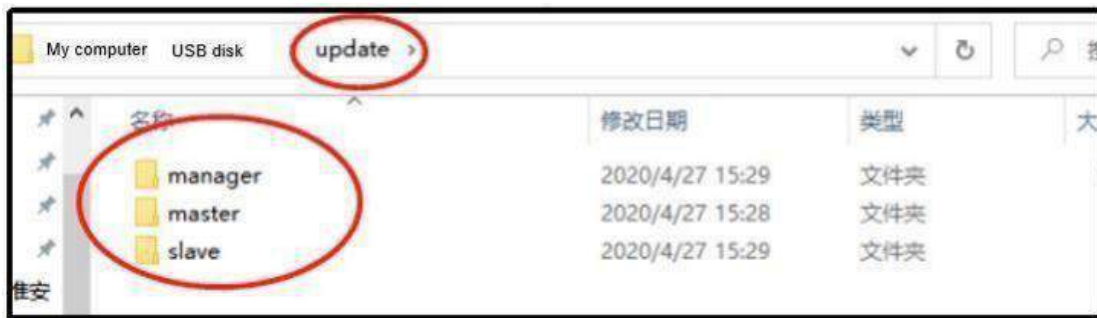 My computer USB disk update >
名称 修改日期 类型 大
manager 2020/4/27 15:29 文件夹
master 2020/4/27 15:28 文件夹
slave 2020/4/27 15:29 文件夹
淮安